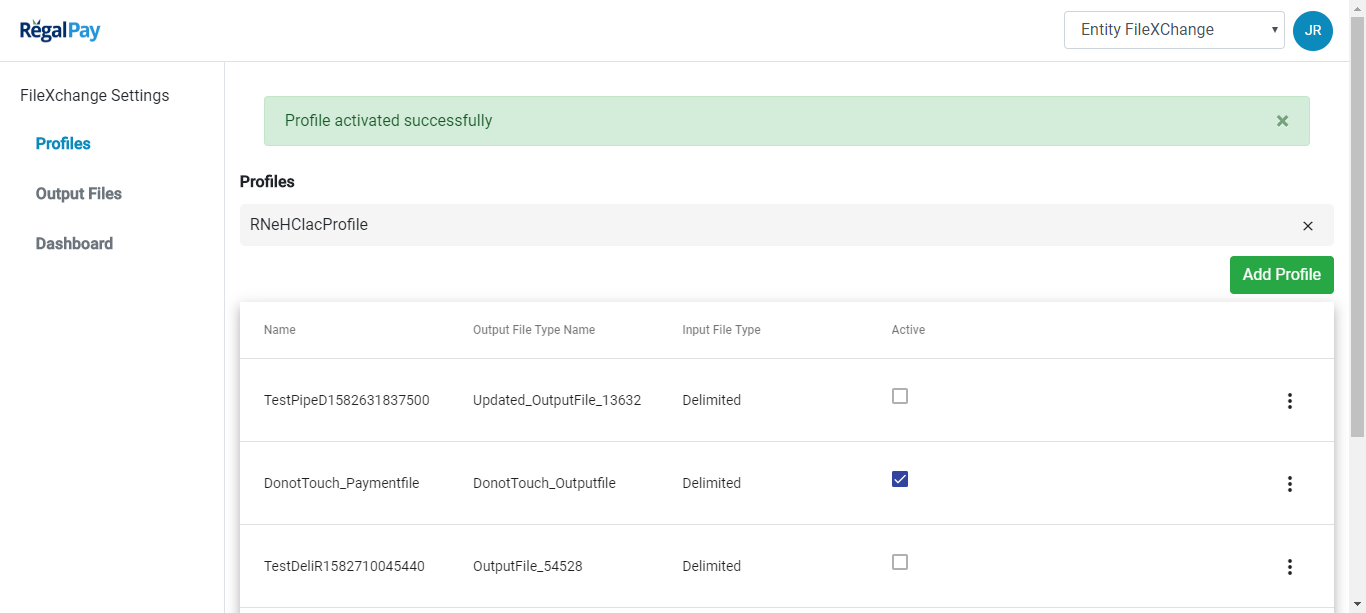 RegalPay
Entity FileXChange
JR
FileXchange Settings
Profiles
Output Files
Dashboard
Profile activated successfully
×
Profiles
RNeHClacProfile
×
Add Profile
Name Output File Type Name Input File Type Active
TestPipeD1582631837500 Updated_OutputFile_13632 Delimited
DonotTouch_Paymentfile DonotTouch_Outputfile Delimited
TestDeliR1582710045440 OutputFile_54528 Delimited